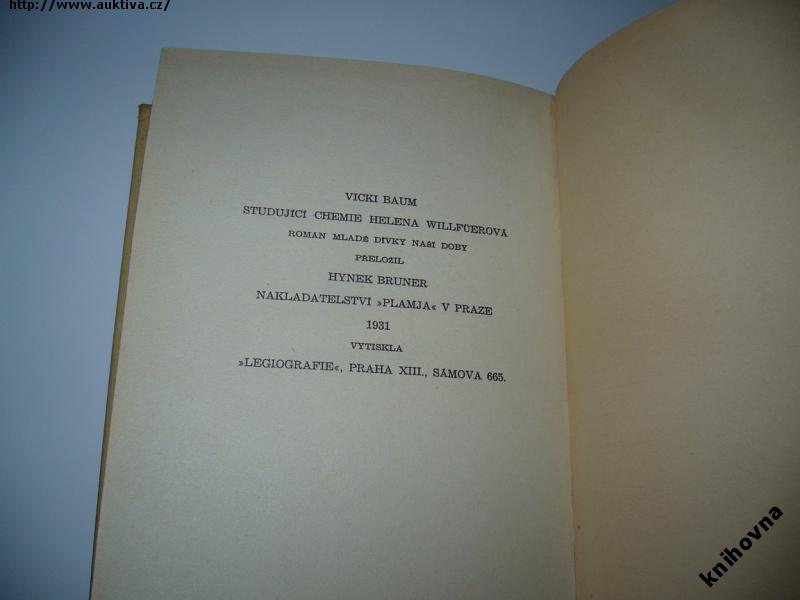 http://www.auktiva.cz/
VICKI BAUM
STUDUJÍCÍ CHEMIE HELENA WILLFÜEROVÁ
ROMAN MLADÉ DÍVKY NAŠÍ DOBY
PŘELOŽIL
HYNEK BRUNER
NAKLADATELSTVÍ »PLAMJA« V PRAZE
1931
VYTISKLA
»LEGIOGRAFIE«, PRAHA XIII., SÁMOVA 665.
knihovna